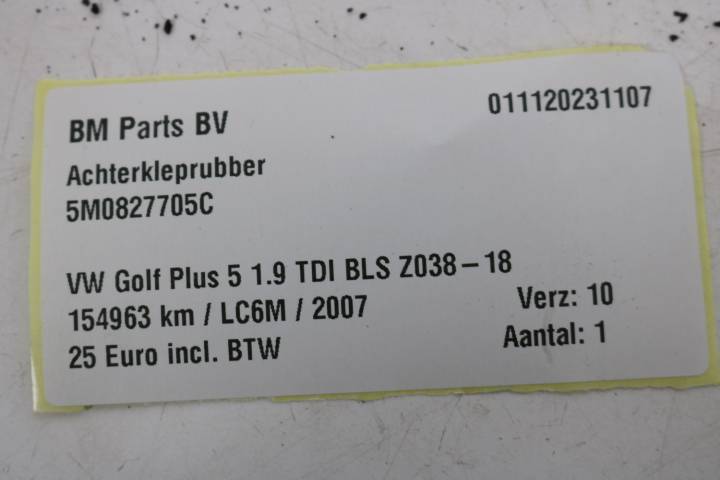 BM Parts BV 011120231107
Achterkleprubber
5M0827705C
VW Golf Plus 5 1.9 TDI BLS Z038-18
154963 km / LC6M / 2007 Verz: 10
25 Euro incl. BTW Aantal: 1